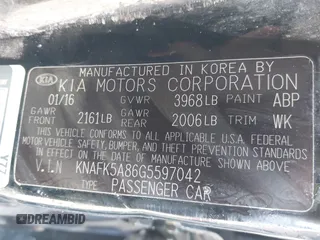 MANUFACTURED IN KOREA BY
KIA KIA MOTORS CORPORATION
01/16 GVWR 3968LB PAINT ABP
GAWR FRONT 2161LB GAWR REAR 2006LB TRIM WK
THIS VEHICLE CONFORMS TO ALL APPLICABLE U.S.A. FEDERAL
MOTOR VEHICLE SAFETY, BUMPER, AND THEFT PREVENTION STANDARDS
IN EFFECT ON THE DATE OF MANUFACTURE SHOWN ABOVE.
V.I.N KNAFK5A86G5597042
PASSENGER CAR
DREAMBID